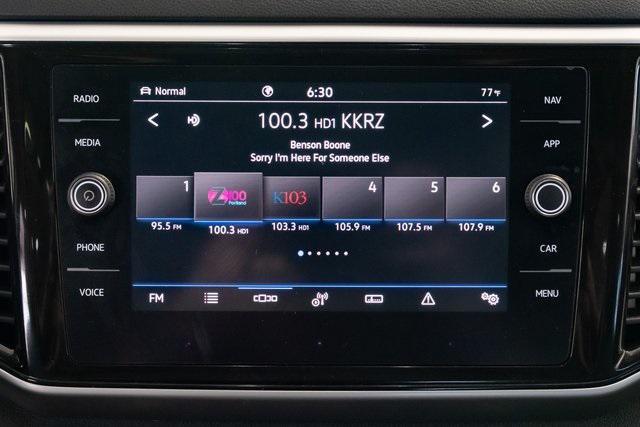 RADIO
MEDIA
PHONE
VOICE
Normal
6:30
77°F
100.3 HD1 KKRZ
Benson Boone
Sorry I'm Here For Someone Else
1
Z100
Portland
K103
4
5
6
95.5 FM
100.3 HD1
103.3 HD1
105.9 FM
107.5 FM
107.9 FM
FM
NAV
APP
CAR
MENU